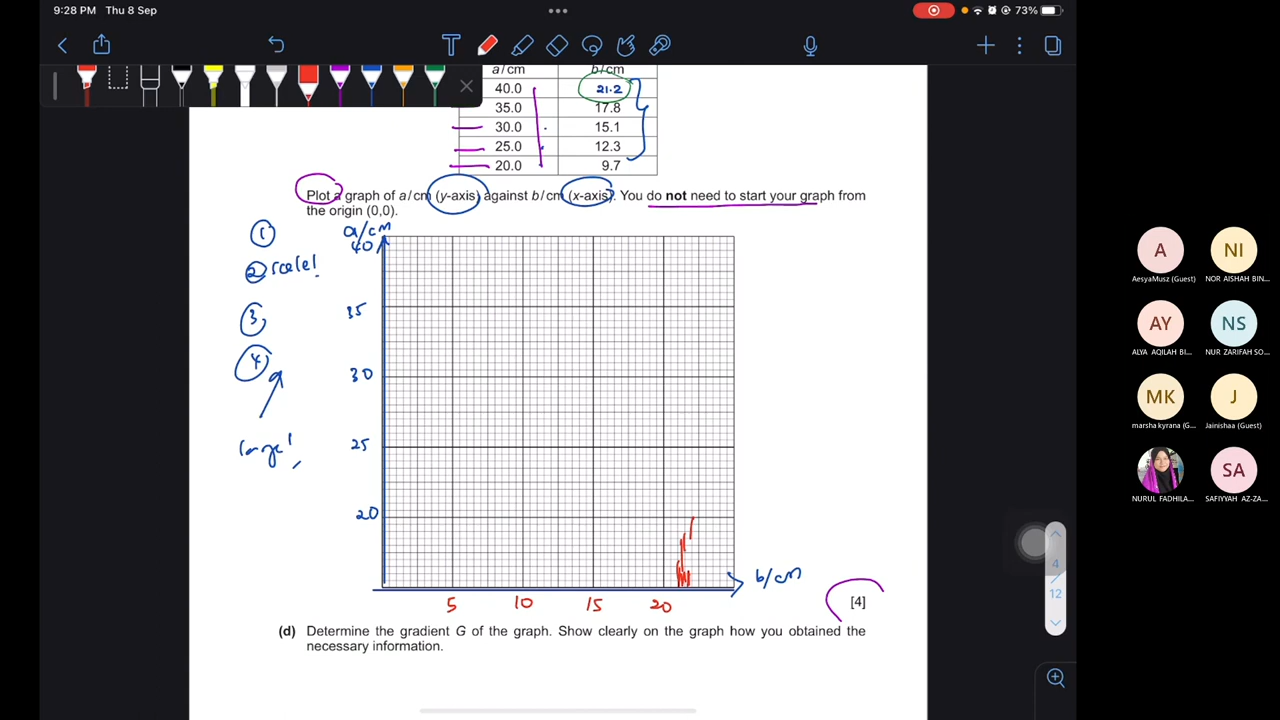 9:28 PM Thu 8 Sep
73%
a/cm b/cm
40.0 21.2
35.0 17.8
30.0 15.1
25.0 12.3
20.0 9.7
Plot a graph of a/cm (y-axis) against b/cm (x-axis). You do not need to start your graph from
the origin (0,0).
a/cm
40
35
30
25
20
① 
② scale!
③
④
large!
5 10 15 20
b/cm
[4]
(d) Determine the gradient G of the graph. Show clearly on the graph how you obtained the
necessary information.
4
12
A
AesyaMusz (Guest)
NI
NOR AISHAH BIN...
AY
ALYA AQILAH BI...
NS
NUR ZARIFAH SO...
MK
marsha kyrana (G...
J
Jainishaa (Guest)
NURUL FADHILA...
SA
SAFIYYAH AZ-ZA...